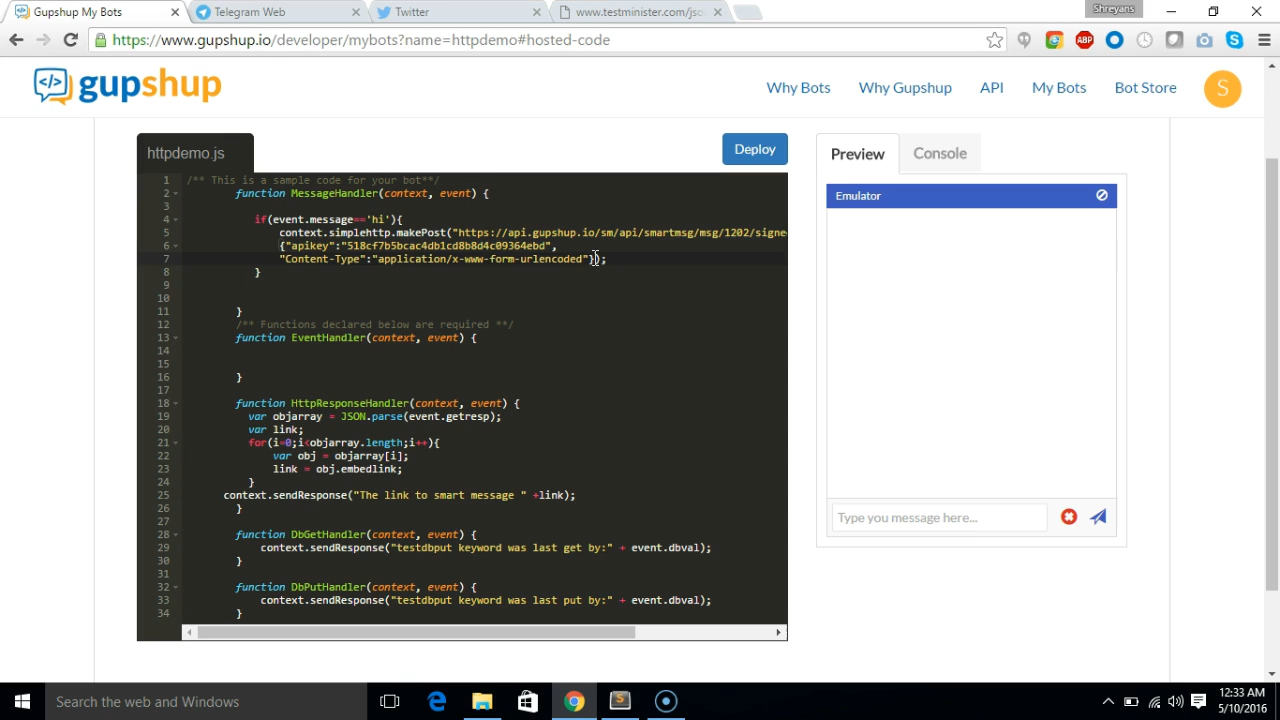 Gupshup My Bots
Telegram Web
Twitter
www.testminister.com/jso
Shreyans
https://www.gupshup.io/developer/mybots?name=httpdemo#hosted-code
ABP
gupshup
Why Bots
Why Gupshup
API
My Bots
Bot Store
S
httpdemo.js
Deploy
Preview
Console
Emulator
1 /** This is a sample code for your bot**/
2 function MessageHandler(context, event) {
3
4 if(event.message=='hi'){
5 context.simplehttp.makePost("https://api.gupshup.io/sm/api/smartmsg/msg/1202/signe
6 {"apikey":"518cf7b5bcac4db1cd8b8d4c09364ebd",
7 "Content-Type":"application/x-www-form-urlencoded"});
8 }
9
10
11 }
12 /** Functions declared below are required **/
13 function EventHandler(context, event) {
14
15
16 }
17
18 function HttpResponseHandler(context, event) {
19 var objarray = JSON.parse(event.getresp);
20 var link;
21 for(i=0;i<objarray.length;i++){
22 var obj = objarray[i];
23 link = obj.embedlink;
24 }
25 context.sendResponse("The link to smart message " +link);
26 }
27
28 function DbGetHandler(context, event) {
29 context.sendResponse("testdbput keyword was last get by:" + event.dbval);
30 }
31
32 function DbPutHandler(context, event) {
33 context.sendResponse("testdbput keyword was last put by:" + event.dbval);
34 }
Type you message here...
Search the web and Windows
12:33 AM
5/10/2016